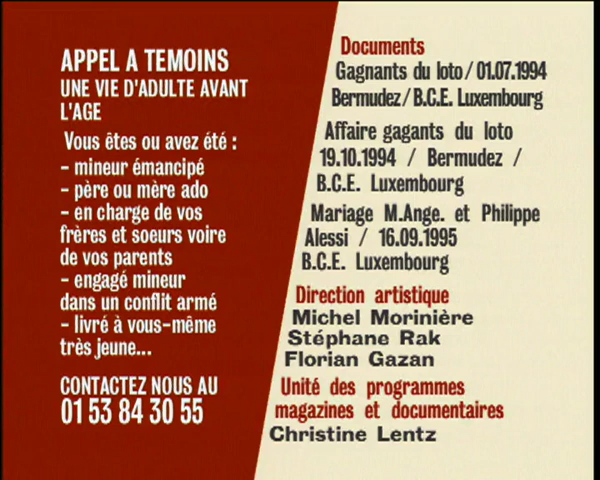 APPEL A TEMOINS
UNE VIE D'ADULTE AVANT
L'AGE
Vous êtes ou avez été :
- mineur émancipé
- père ou mère ado
- en charge de vos
frères et soeurs voire
de vos parents
- engagé mineur
dans un conflit armé
- livré à vous-même
très jeune...
CONTACTEZ NOUS AU
01 53 84 30 55
Documents
Gagnants du loto / 01.07.1994
Bermudez / B.C.E. Luxembourg
Affaire gagants du loto
19.10.1994 / Bermudez /
B.C.E. Luxembourg
Mariage M.Ange. et Philippe
Alessi / 16.09.1995
B.C.E. Luxembourg
Direction artistique
Michel Morinière
Stéphane Rak
Florian Gazan
Unité des programmes
magazines et documentaires
Christine Lentz